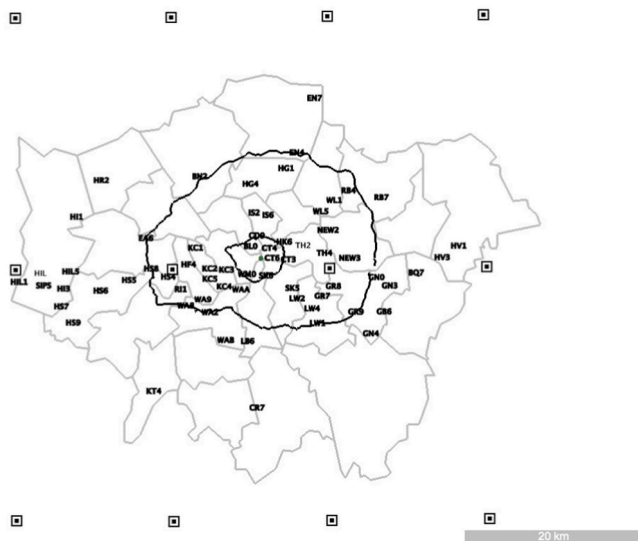 EN7
EN4
HG1
HR2
BN2
HG4
RB4
RB7
WL1
IS2
IS6
WL5
HI1
NEW2
EA6
CD9
BL0
HK6
TH2
KC1
CT4
HV1
TH4
CT6
CT3
NEW3
HV3
HIL
HIL5
HS8
HF4
KC2
KC3
BQ7
HIL1
SIPS
HI3
HS6
HS5
HS4
KC5
WM0
SK6
GN0
RI1
KC4
WAA
SK5
GR8
GN3
LW2
GR7
HS7
WA9
LW4
WA2
GR9
GB6
HS9
LW1
GN4
WA8
LB6
KT4
CR7
20 km